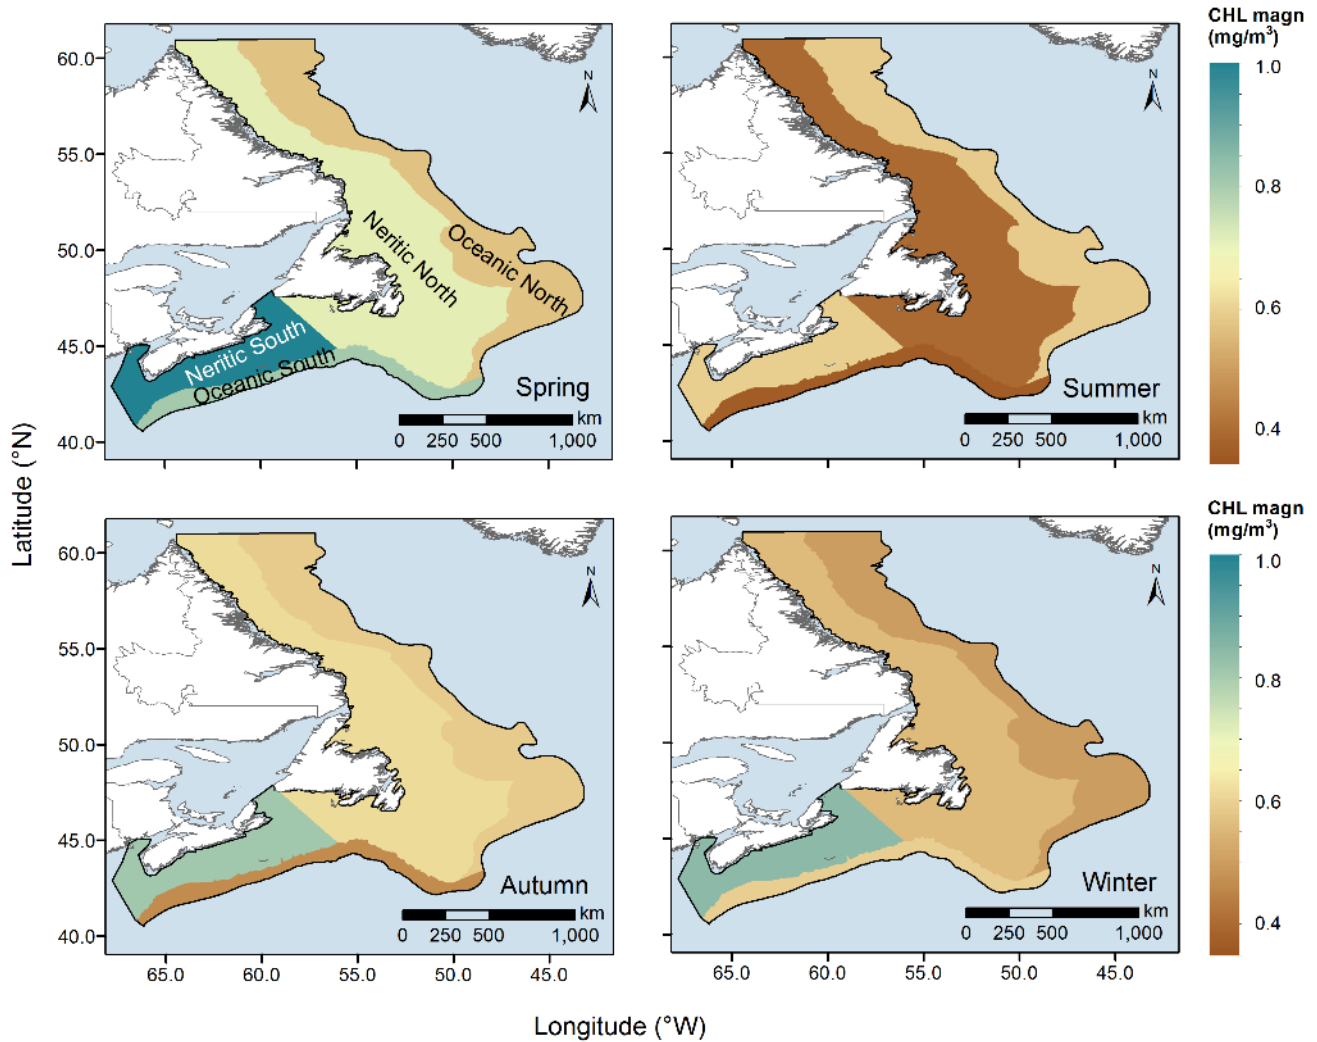 CHL magn
(mg/m³)
1.0
0.8
0.6
0.4
60.0
55.0
50.0
45.0
40.0
N
Neritic North
Oceanic North
Neritic South
Oceanic South
Spring
km
0 250 500 1,000
N
Summer
km
0 250 500 1,000
CHL magn
(mg/m³)
1.0
0.8
0.6
0.4
60.0
55.0
50.0
45.0
40.0
N
Autumn
km
0 250 500 1,000
65.0 60.0 55.0 50.0 45.0
N
Winter
km
0 250 500 1,000
65.0 60.0 55.0 50.0 45.0
Latitude (°N)
Longitude (°W)